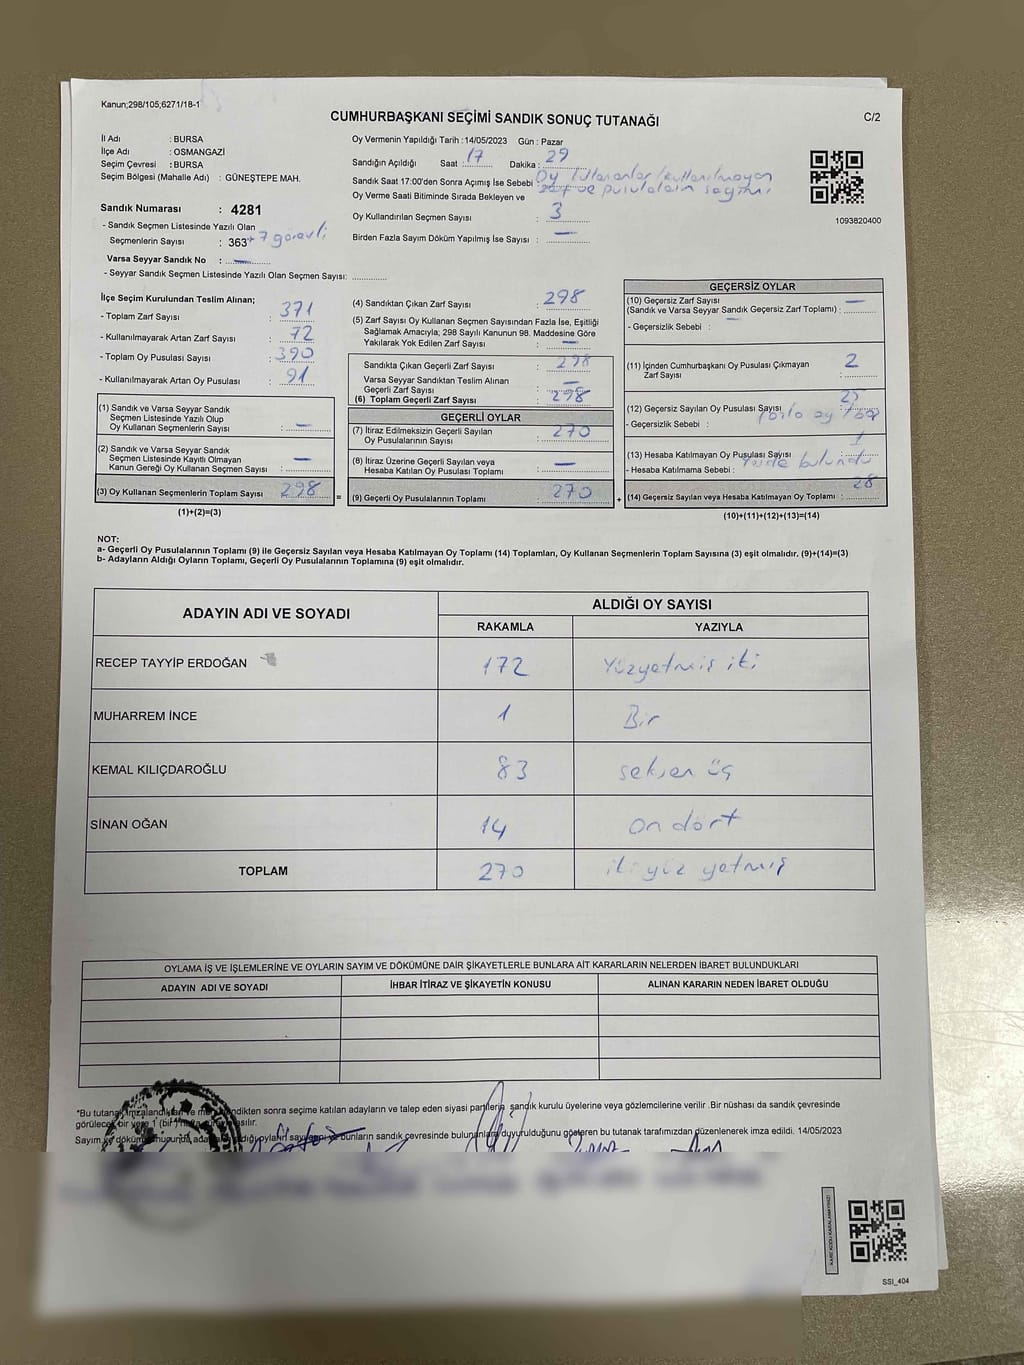 Kanun;298/105;6271/18-1
CUMHURBAŞKANI SEÇİMİ SANDIK SONUÇ TUTANAĞI
C/2
İl Adı : BURSA
İlçe Adı : OSMANGAZİ
Seçim Çevresi : BURSA
Seçim Bölgesi (Mahalle Adı) : GÜNEŞTEPE MAH.
Sandık Numarası : 4281
- Sandık Seçmen Listesinde Yazılı Olan
Seçmenlerin Sayısı : 363 + 7 görevli
Varsa Seyyar Sandık No : —
- Seyyar Sandık Seçmen Listesinde Yazılı Olan Seçmen Sayısı:
Oy Vermenin Yapıldığı Tarih :14/05/2023 Gün : Pazar
Sandığın Açıldığı Saat : 17 Dakika : 29
Sandık Saat 17:00'den Sonra Açımış İse Sebebi : Oy kullananlar/kullanılmayan
zarf ve pusulaların sayımı
Oy Verme Saati Bitiminde Sırada Bekleyen ve
Oy Kullandırılan Seçmen Sayısı : 3
Birden Fazla Sayım Döküm Yapılmış İse Sayısı : —
1093820400
İlçe Seçim Kurulundan Teslim Alınan;
- Toplam Zarf Sayısı : 371
- Kullanılmayarak Artan Zarf Sayısı : 72
- Toplam Oy Pusulası Sayısı : 390
- Kullanılmayarak Artan Oy Pusulası : 91
(1) Sandık ve Varsa Seyyar Sandık
Seçmen Listesinde Yazılı Olup
Oy Kullanan Seçmenlerin Sayısı : —
(2) Sandık ve Varsa Seyyar Sandık
Seçmen Listesinde Kayıtlı Olmayan
Kanun Gereği Oy Kullanan Seçmen Sayısı : —
(3) Oy Kullanan Seçmenlerin Toplam Sayısı : 298 =
(1)+(2)=(3)
(4) Sandıktan Çıkan Zarf Sayısı : 298
(5) Zarf Sayısı Oy Kullanan Seçmen Sayısından Fazla İse, Eşitliği
Sağlamak Amacıyla; 298 Sayılı Kanunun 98. Maddesine Göre
Yakılarak Yok Edilen Zarf Sayısı : —
Sandıkta Çıkan Geçerli Zarf Sayısı : 298
Varsa Seyyar Sandıktan Teslim Alınan
Geçerli Zarf Sayısı : —
(6) Toplam Geçerli Zarf Sayısı : 298
GEÇERLİ OYLAR
(7) İtiraz Edilmeksizin Geçerli Sayılan
Oy Pusulalarının Sayısı : 270
(8) İtiraz Üzerine Geçerli Sayılan veya
Hesaba Katılan Oy Pusulası Sayısı : —
(9) Geçerli Oy Pusulalarının Toplamı : 270 +
GEÇERSİZ OYLAR
(10) Geçersiz Zarf Sayısı —
(Sandık ve Varsa Seyyar Sandık Geçersiz Zarf Toplamı) :
- Geçersizlik Sebebi : —
(11) İçinden Cumhurbaşkanı Oy Pusulası Çıkmayan
Zarf Sayısı : 2
(12) Geçersiz Sayılan Oy Pusulası Sayısı : 25
- Geçersizlik Sebebi : fazla oy
(13) Hesaba Katılmayan Oy Pusulası Sayısı : 1
- Hesaba Katılmama Sebebi : bulundu
(14) Geçersiz Sayılan veya Hesaba Katılmayan Oy Toplamı : 28
(10)+(11)+(12)+(13)=(14)
NOT:
a- Geçerli Oy Pusulalarının Toplamı (9) ile Geçersiz Sayılan veya Hesaba Katılmayan Oy Toplamı (14) Toplamları, Oy Kullanan Seçmenlerin Toplam Sayısına (3) eşit olmalıdır. (9)+(14)=(3)
b- Adayların Aldığı Oyların Toplamı, Geçerli Oy Pusulalarının Toplamına (9) eşit olmalıdır.
ADAYIN ADI VE SOYADI ALDIĞI OY SAYISI
RAKAMLA YAZIYLA
RECEP TAYYİP ERDOĞAN 172 Yüzyetmiş iki
MUHARREM İNCE 1 Bir
KEMAL KILIÇDAROĞLU 83 seksen üç
SİNAN OĞAN 14 on dört
TOPLAM 270 iki yüz yetmiş
OYLAMA İŞ VE İŞLEMLERİNE VE OYLARIN SAYIM VE DÖKÜMÜNE DAİR ŞİKAYETLERLE BUNLARA AİT KARARLARIN NELERDEN İBARET BULUNDUKLARI
ADAYIN ADI VE SOYADI İHBAR İTİRAZ VE ŞİKAYETİN KONUSU ALINAN KARARIN NEDEN İBARET OLDUĞU
*Bu tutanak imzalandıktan ve sonra seçime katılan adayların ve talep eden siyasi partilerin sandık kurulu üyelerine veya gözlemcilerine verilir .Bir nüshası da sandık çevresinde
görülecek bir yere 1 (bir) hafta asılır.
Sayım ve döküm oyların sayısını ve bunların sandık çevresinde bulunanlara duyurulduğunu gösteren bu tutanak tarafımızdan düzenlenerek imza edildi. 14/05/2023
KARE KODU KARALAMAYINIZ!
SSI_404